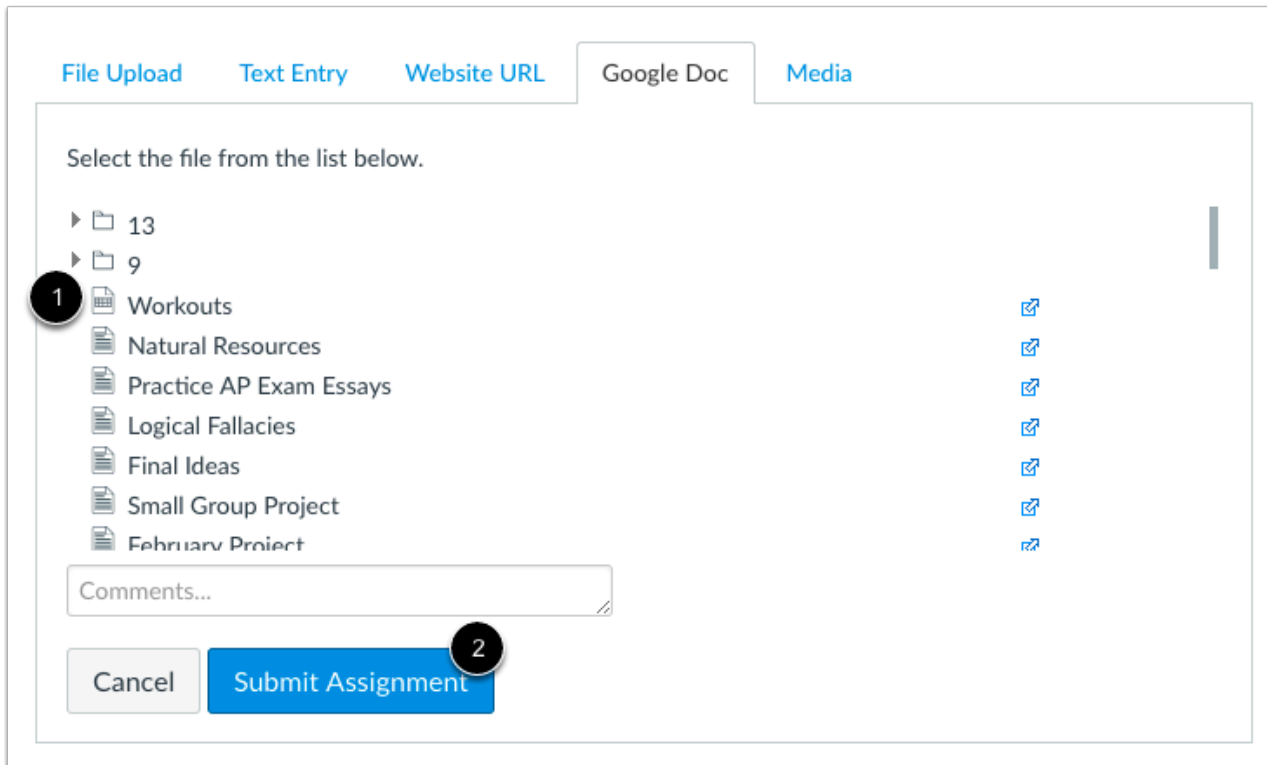 File Upload Text Entry Website URL Google Doc Media
Select the file from the list below.
13
9
1 Workouts
Natural Resources
Practice AP Exam Essays
Logical Fallacies
Final Ideas
Small Group Project
February Project
Comments...
2
Cancel Submit Assignment